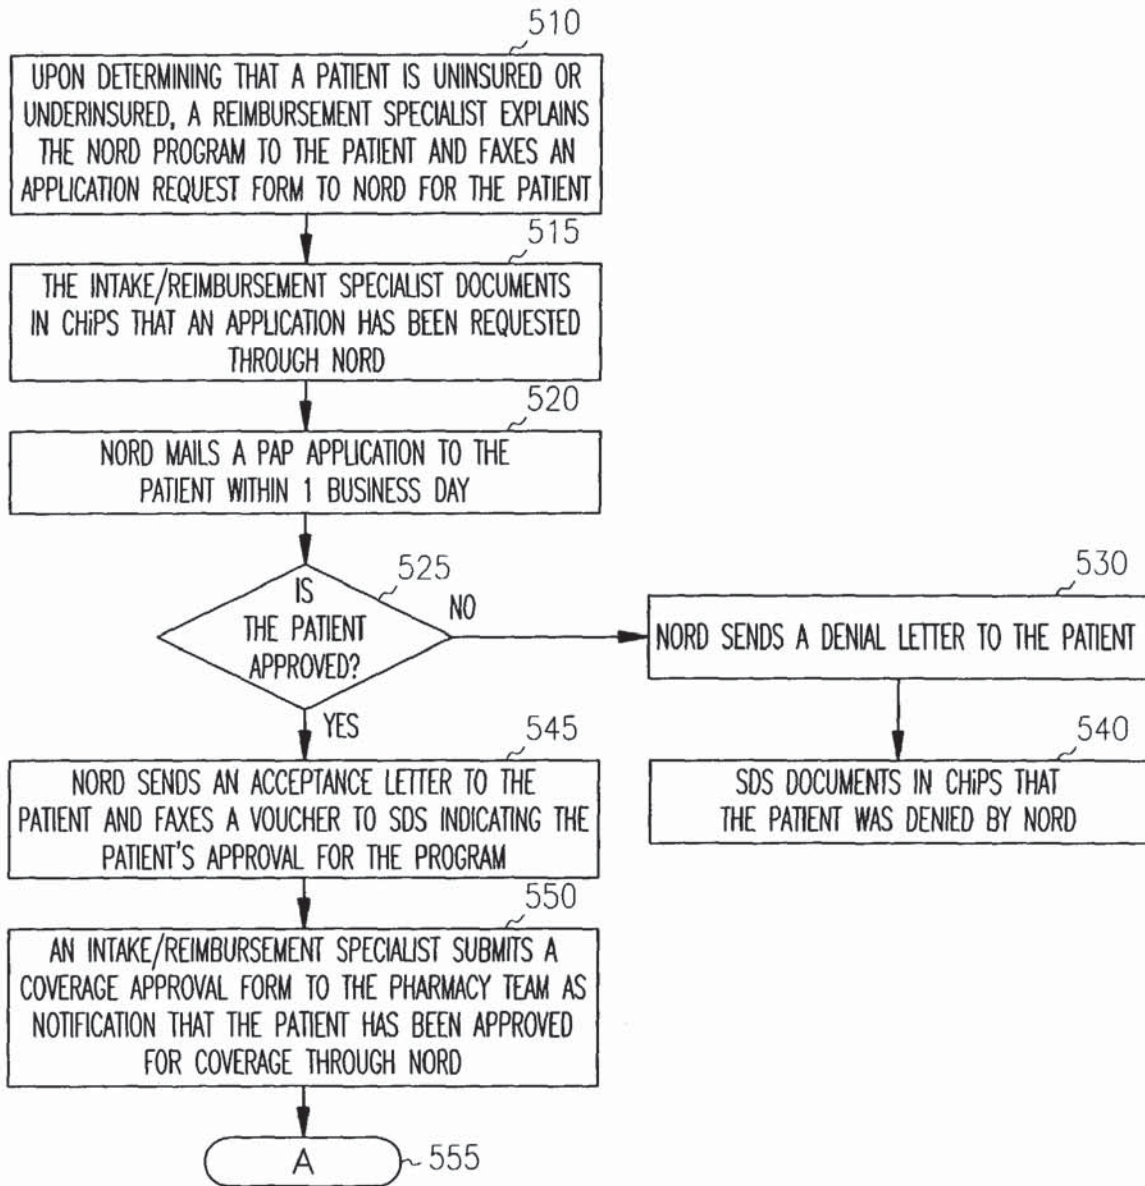 510
UPON DETERMINING THAT A PATIENT IS UNINSURED OR
UNDERINSURED, A REIMBURSEMENT SPECIALIST EXPLAINS
THE NORD PROGRAM TO THE PATIENT AND FAXES AN
APPLICATION REQUEST FORM TO NORD FOR THE PATIENT
515
THE INTAKE/REIMBURSEMENT SPECIALIST DOCUMENTS
IN CHiPS THAT AN APPLICATION HAS BEEN REQUESTED
THROUGH NORD
520
NORD MAILS A PAP APPLICATION TO THE
PATIENT WITHIN 1 BUSINESS DAY
525
IS
THE PATIENT
APPROVED?
NO
530
NORD SENDS A DENIAL LETTER TO THE PATIENT
540
SDS DOCUMENTS IN CHiPS THAT
THE PATIENT WAS DENIED BY NORD
YES
545
NORD SENDS AN ACCEPTANCE LETTER TO THE
PATIENT AND FAXES A VOUCHER TO SDS INDICATING THE
PATIENT'S APPROVAL FOR THE PROGRAM
550
AN INTAKE/REIMBURSEMENT SPECIALIST SUBMITS A
COVERAGE APPROVAL FORM TO THE PHARMACY TEAM AS
NOTIFICATION THAT THE PATIENT HAS BEEN APPROVED
FOR COVERAGE THROUGH NORD
A
555